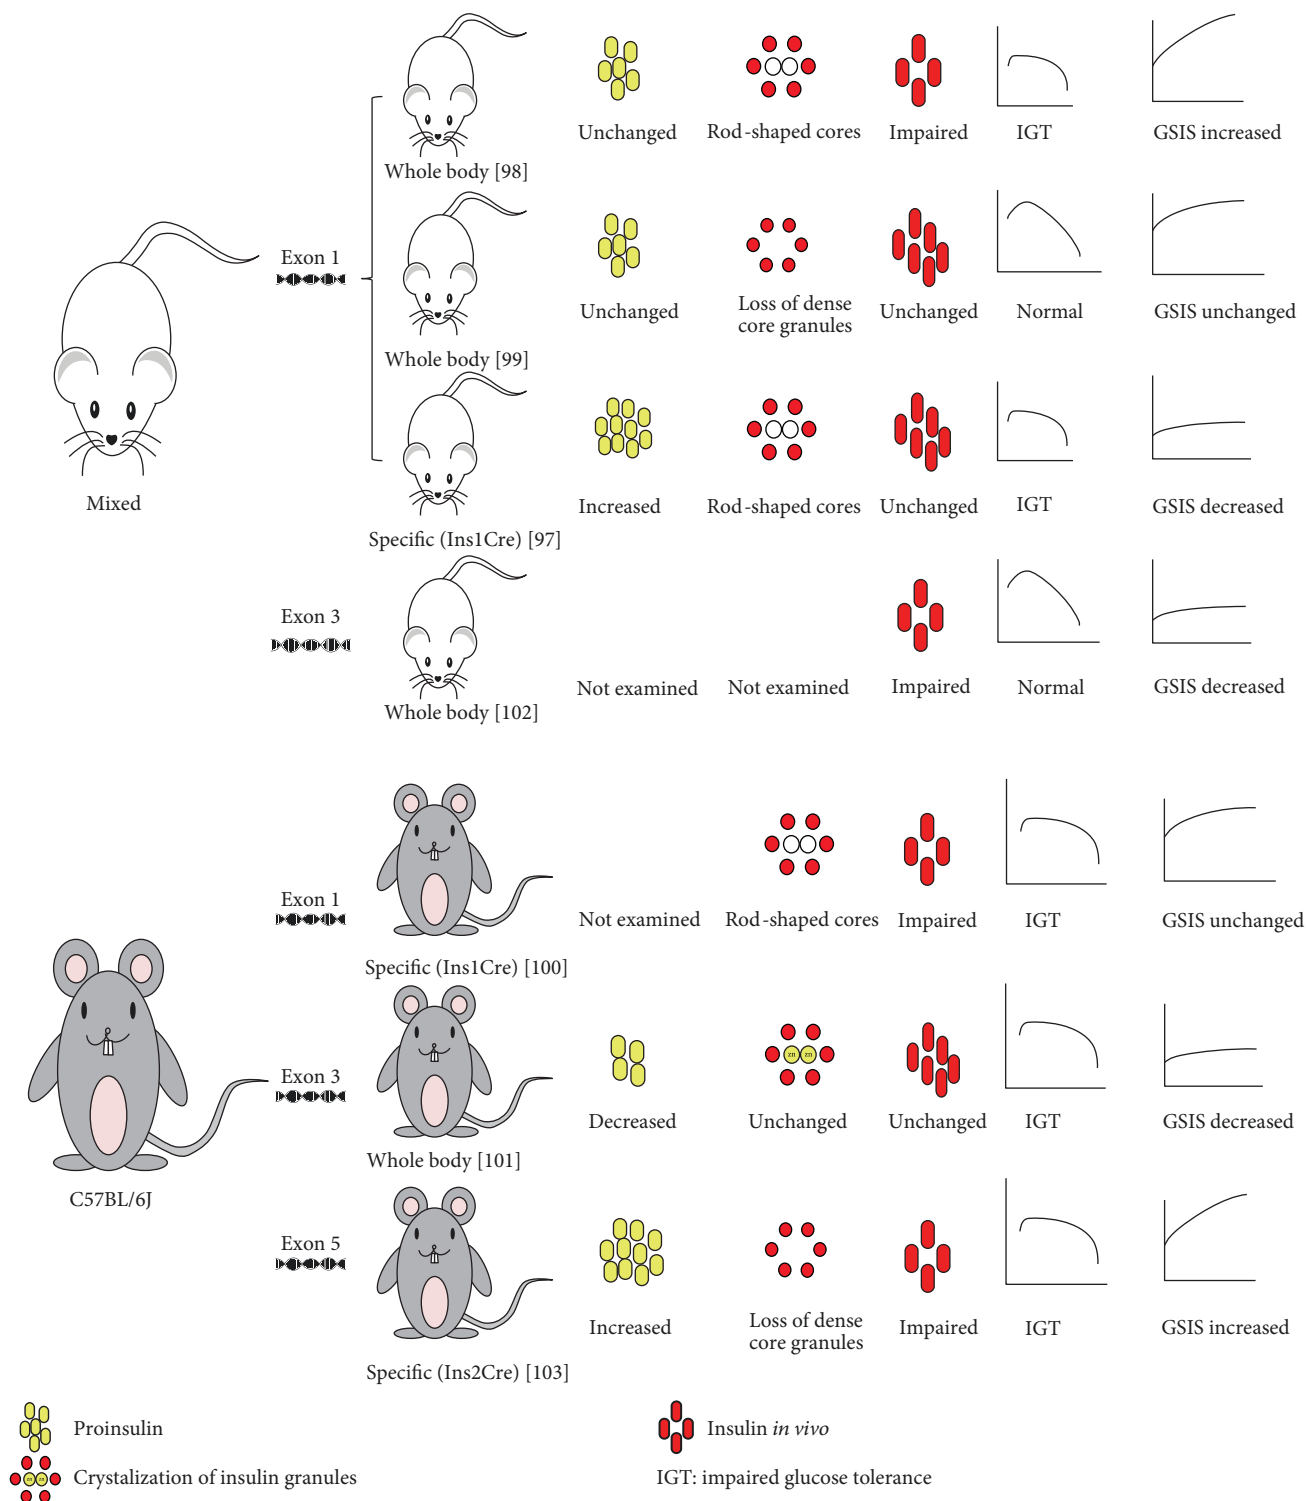 Unchanged
Rod-shaped cores
Impaired
IGT
GSIS increased
Whole body [98]
Exon 1
Unchanged
Loss of dense
core granules
Unchanged
Normal
GSIS unchanged
Whole body [99]
Mixed
Increased
Rod-shaped cores
Unchanged
IGT
GSIS decreased
Specific (Ins1Cre) [97]
Exon 3
Not examined
Not examined
Impaired
Normal
GSIS decreased
Whole body [102]
Exon 1
Not examined
Rod-shaped cores
Impaired
IGT
GSIS unchanged
Specific (Ins1Cre) [100]
Exon 3
zn zn
Decreased
Unchanged
Unchanged
IGT
GSIS decreased
Whole body [101]
C57BL/6J
Exon 5
Increased
Loss of dense
core granules
Impaired
IGT
GSIS increased
Specific (Ins2Cre) [103]
Proinsulin
Insulin in vivo
zn zn
Crystalization of insulin granules
IGT: impaired glucose tolerance